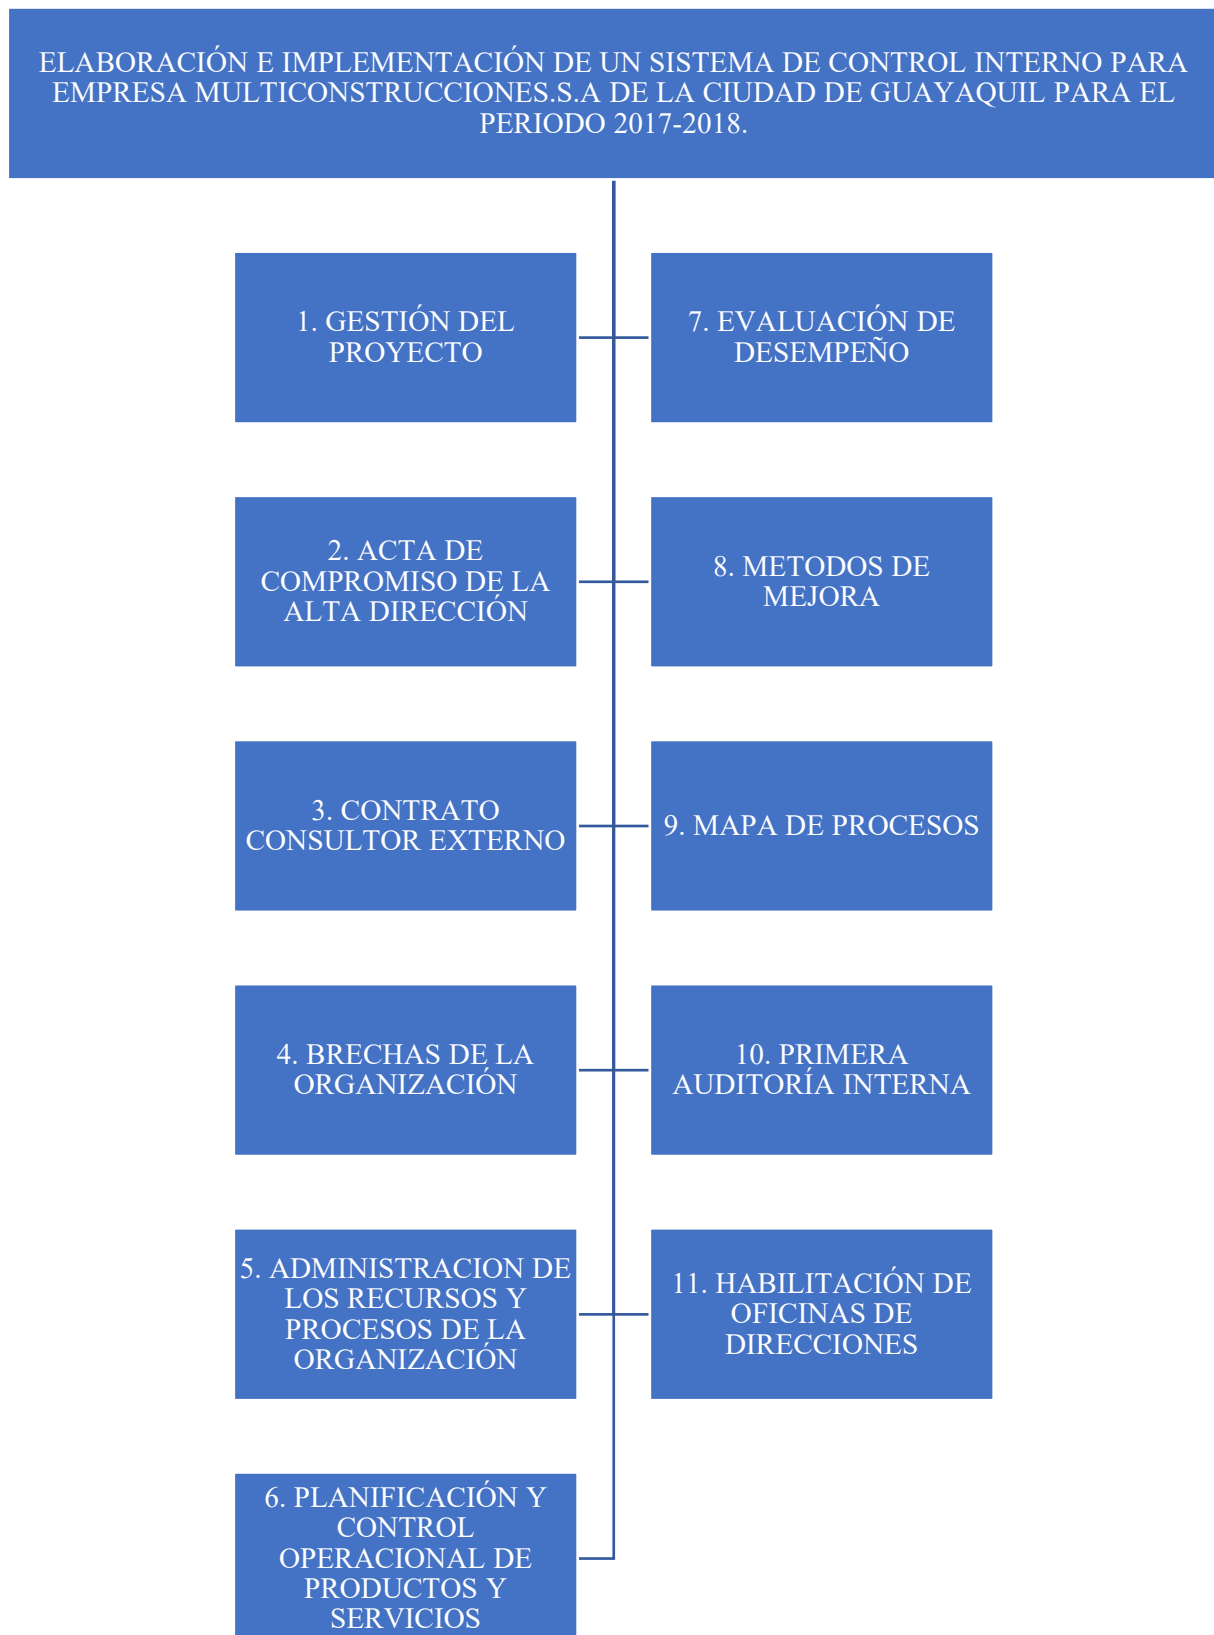 ELABORACIÓN E IMPLEMENTACIÓN DE UN SISTEMA DE CONTROL INTERNO PARA
EMPRESA MULTICONSTRUCCIONES.S.A DE LA CIUDAD DE GUAYAQUIL PARA EL
PERIODO 2017-2018.
1. GESTIÓN DEL
PROYECTO
7. EVALUACIÓN DE
DESEMPEÑO
2. ACTA DE
COMPROMISO DE LA
ALTA DIRECCIÓN
8. METODOS DE
MEJORA
3. CONTRATO
CONSULTOR EXTERNO
9. MAPA DE PROCESOS
4. BRECHAS DE LA
ORGANIZACIÓN
10. PRIMERA
AUDITORÍA INTERNA
5. ADMINISTRACION DE
LOS RECURSOS Y
PROCESOS DE LA
ORGANIZACIÓN
11. HABILITACIÓN DE
OFICINAS DE
DIRECCIONES
6. PLANIFICACIÓN Y
CONTROL
OPERACIONAL DE
PRODUCTOS Y
SERVICIOS